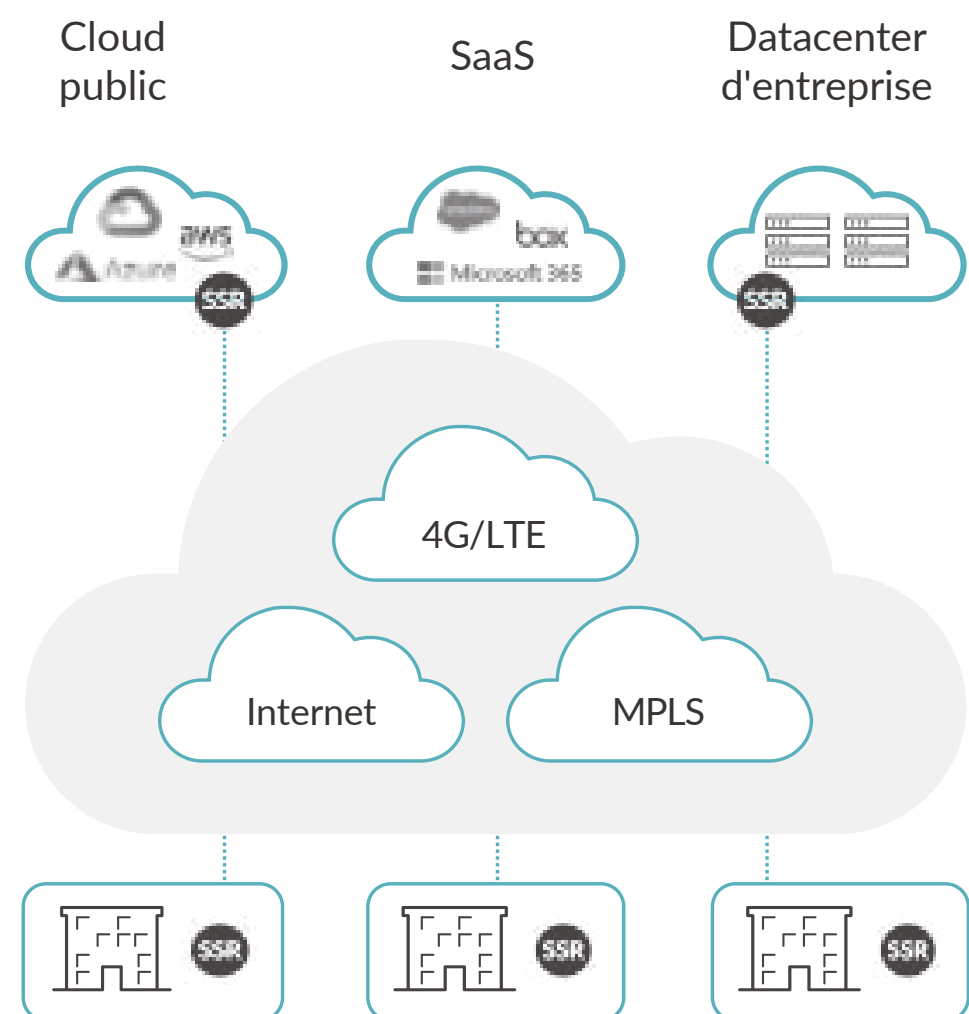 Cloud
public
SaaS
Datacenter
d'entreprise
aws
Azure
SSR
box
Microsoft 365
SSR
4G/LTE
Internet
MPLS
SSR
SSR
SSR